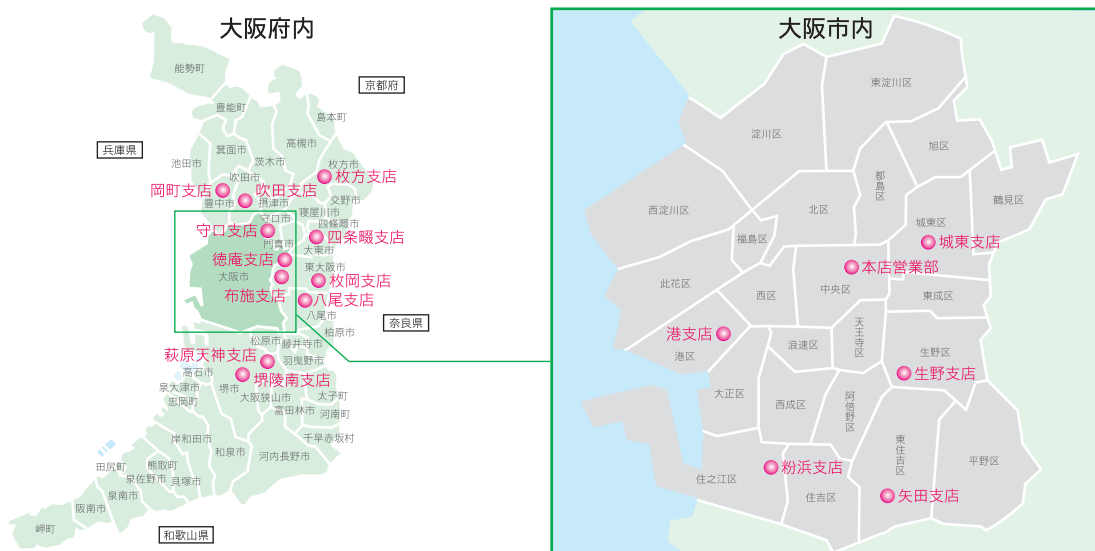 大阪府内
能勢町
京都府
豊能町
島本町
兵庫県
箕面市
高槻市
茨木市
池田市
枚方市
吹田市
枚方支店
岡町支店
吹田支店
豊中市
摂津市
交野市
寝屋川市
守口市
四條畷市
守口支店
四条畷支店
門真市
大東市
徳庵支店
東大阪市
大阪市
枚岡支店
布施支店
八尾支店
八尾市
奈良県
柏原市
松原市
藤井寺市
萩原天神支店
羽曳野市
高石市
堺陵南支店
泉大津市
堺市
大阪狭山市
太子町
忠岡町
富田林市
河南町
岸和田市
千早赤坂村
和泉市
河内長野市
田尻町
熊取町
泉佐野市
貝塚市
泉南市
阪南市
岬町
和歌山県
大阪市内
東淀川区
淀川区
旭区
都島区
鶴見区
西淀川区
北区
城東区
福島区
城東支店
本店営業部
此花区
西区
中央区
東成区
港支店
天王寺区
浪速区
生野区
港区
生野支店
大正区
西成区
阿倍野区
東住吉区
平野区
粉浜支店
住之江区
住吉区
矢田支店